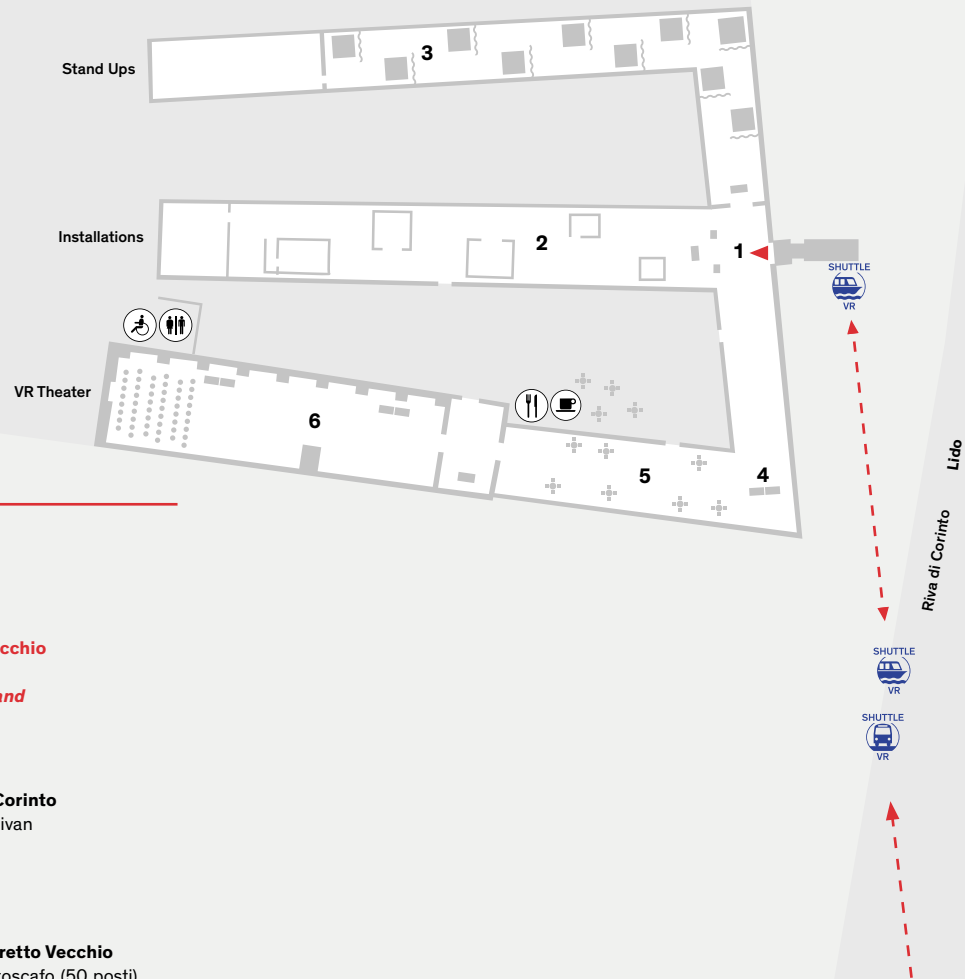 Stand Ups
3
Installations
2
1
SHUTTLE
VR
VR Theater
6
5
4
Lido
Riva di Corinto
cchio
and
SHUTTLE
VR
SHUTTLE
VR
Corinto
ivan
retto Vecchio
oscafo (50 posti)